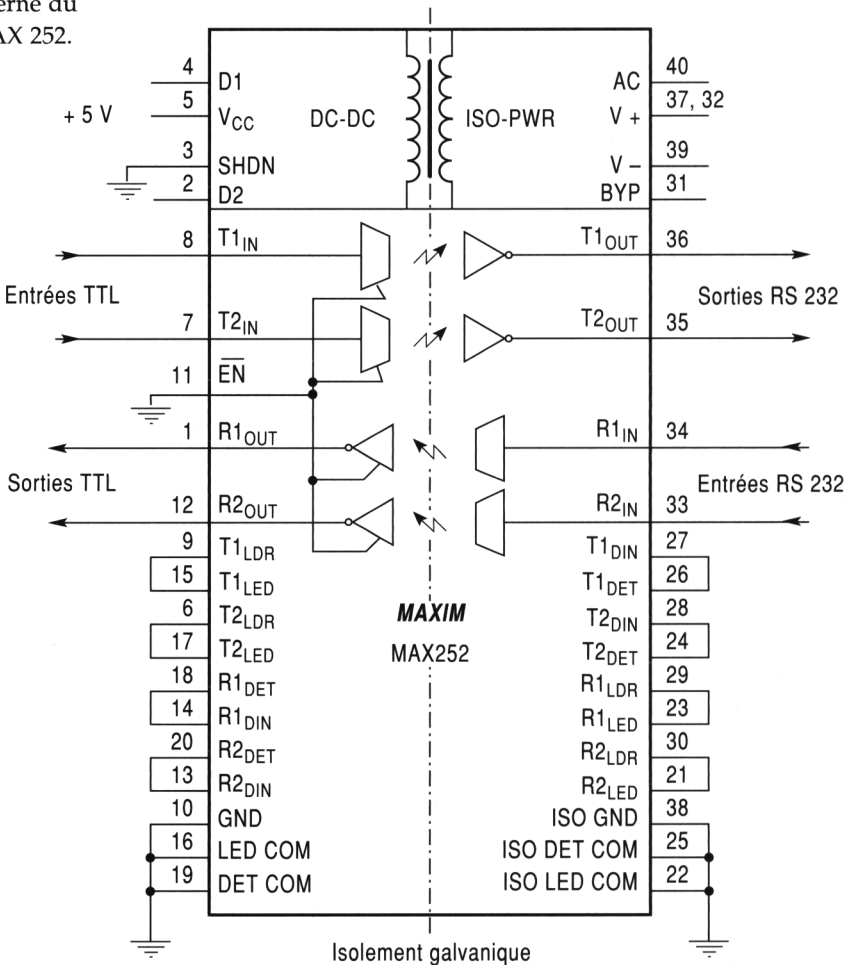 erne du
AX 252.
4 D1 AC 40
+ 5 V 5 VCC DC-DC ISO-PWR V + 37, 32
3 SHDN V – 39
2 D2 BYP 31
8 T1IN T1OUT 36
Entrées TTL Sorties RS 232
7 T2IN T2OUT 35
11 E̅N̅
1 R1OUT R1IN 34
Sorties TTL Entrées RS 232
12 R2OUT R2IN 33
9 T1LDR T1DIN 27
15 T1LED T1DET 26
6 T2LDR MAXIM T2DIN 28
17 T2LED MAX252 T2DET 24
18 R1DET R1LDR 29
14 R1DIN R1LED 23
20 R2DET R2LDR 30
13 R2DIN R2LED 21
10 GND ISO GND 38
16 LED COM ISO DET COM 25
19 DET COM ISO LED COM 22
Isolement galvanique